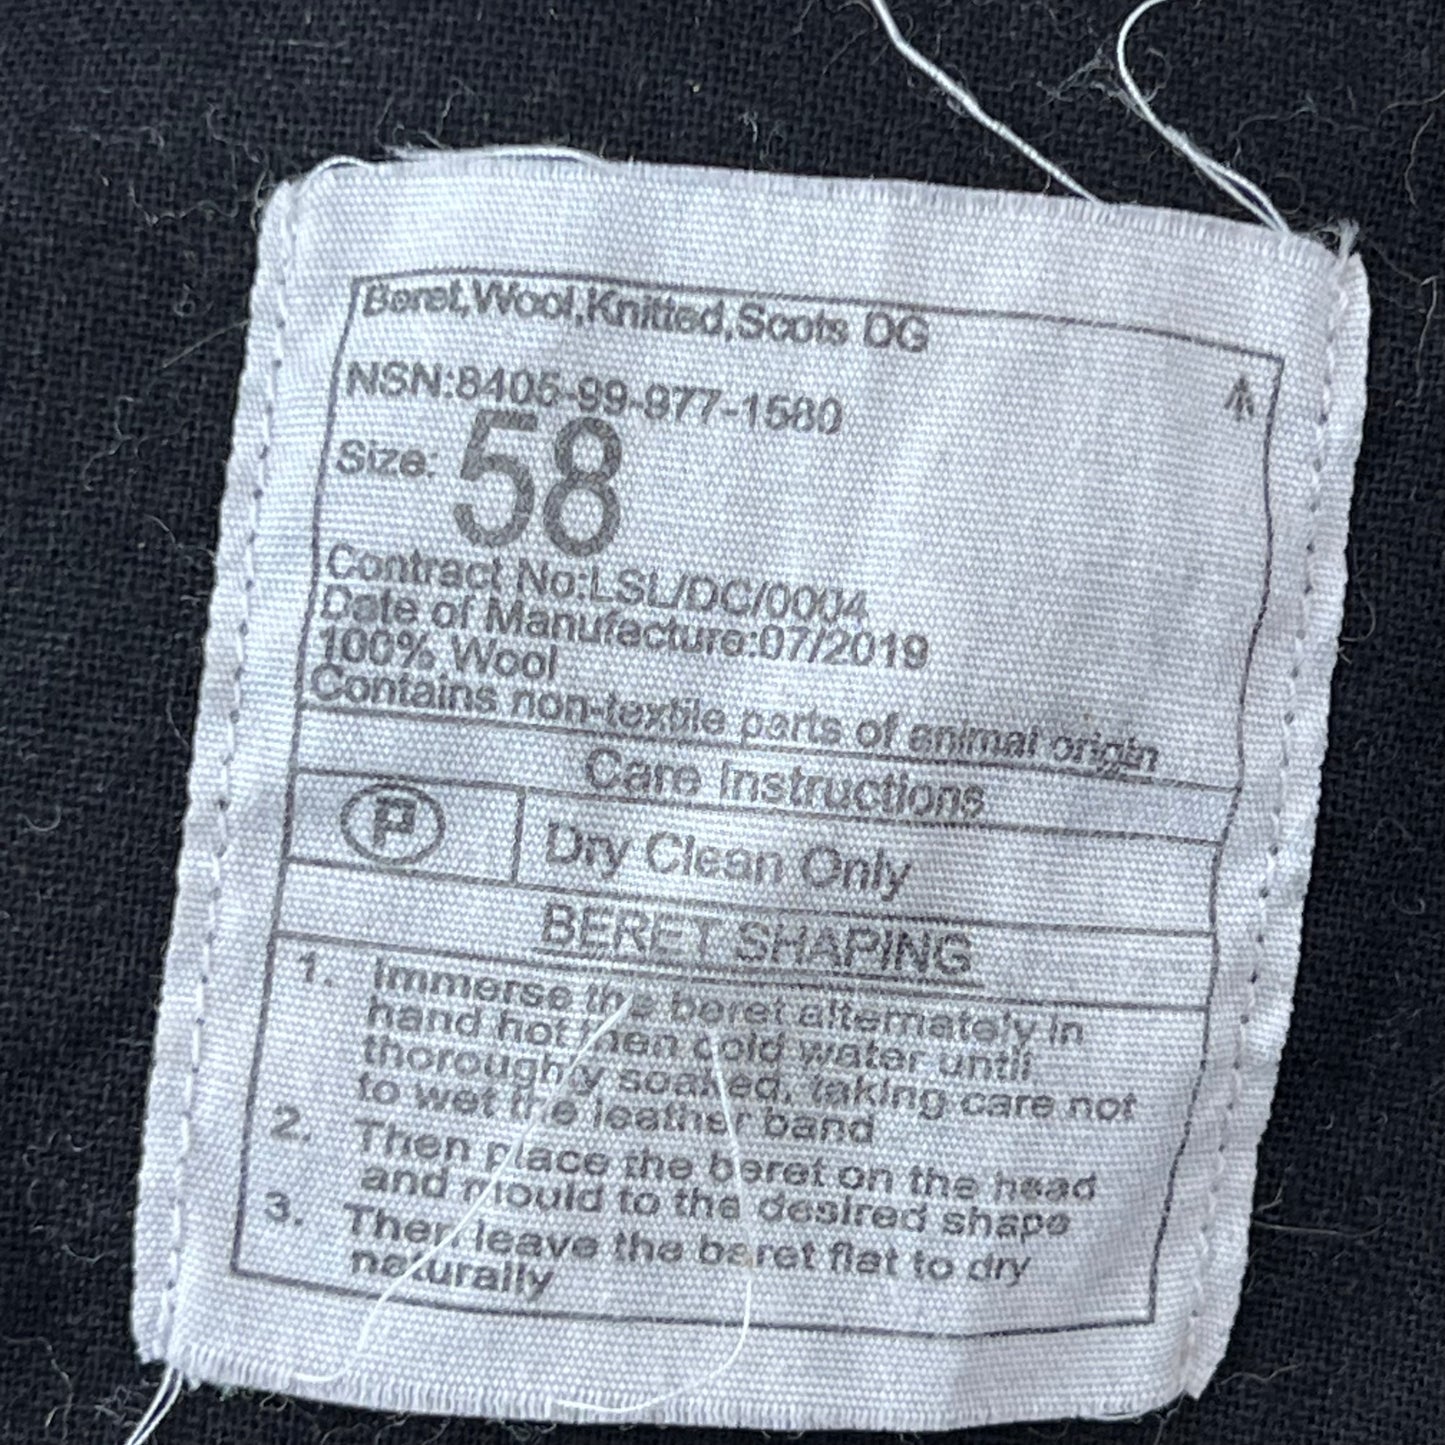 Beret,Wool,Knitted,Scots DG
NSN:8405-99-977-1580
Size: 58
Contract No:LSL/DC/0004
Date of Manufacture:07/2019
100% Wool
Contains non-textile parts of animal origin
Care Instructions
P Dry Clean Only
BERET SHAPING
1. Immerse the beret alternately in
hand hot then cold water until
thoroughly soaked, taking care not
to wet the leather band
2. Then place the beret on the head
and mould to the desired shape
3. Then leave the beret flat to dry
naturally